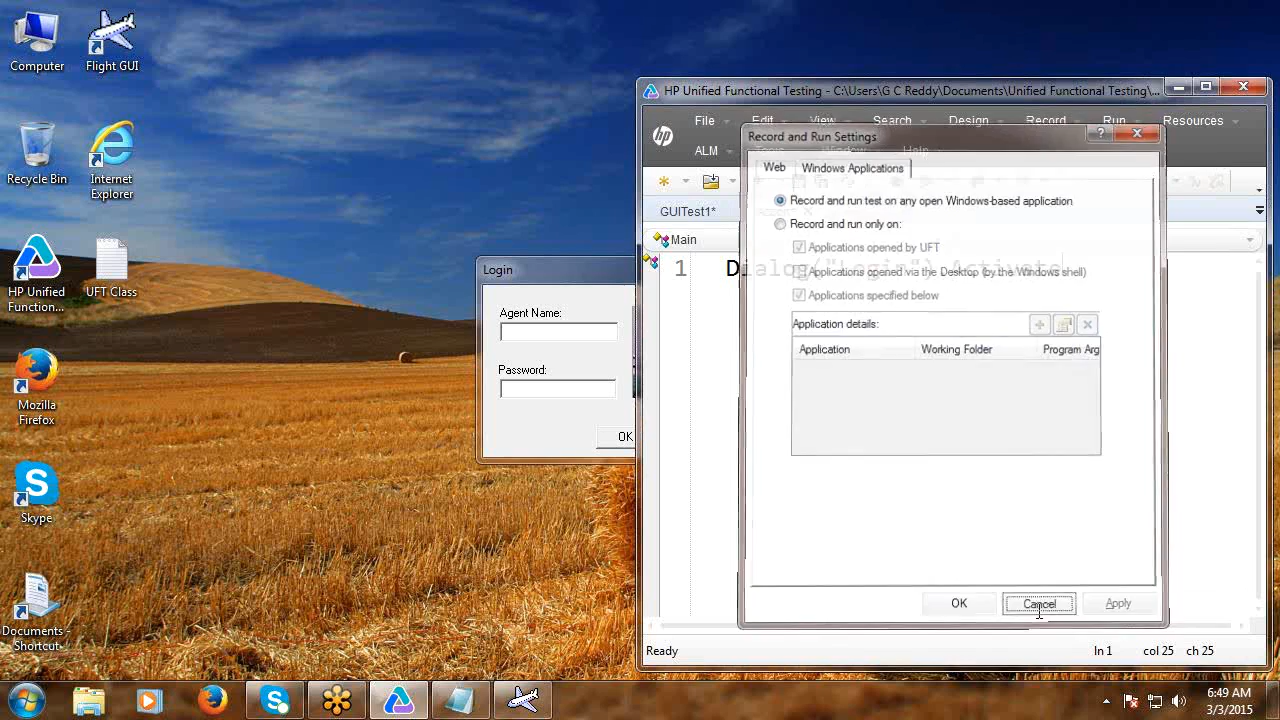 Computer
Flight GUI
Recycle Bin
Internet
Explorer
HP Unified
Function...
UFT Class
Mozilla
Firefox
Skype
Documents -
Shortcut
Login
Agent Name:
Password:
OK
HP Unified Functional Testing - C:\Users\G C Reddy\Documents\Unified Functional Testing\...
File Edit View Search Design Record Run Resources
ALM Window Help
GUITest1*
Main
1 Dialog("Login").Activate
Record and Run Settings
Web Windows Applications
Record and run test on any open Windows-based application
Record and run only on:
Applications opened by UFT
Applications opened via the Desktop (by the Windows shell)
Applications specified below
Application details:
Application Working Folder Program Arg
OK Cancel Apply
Ready ln 1 col 25 ch 25
6:49 AM
3/3/2015